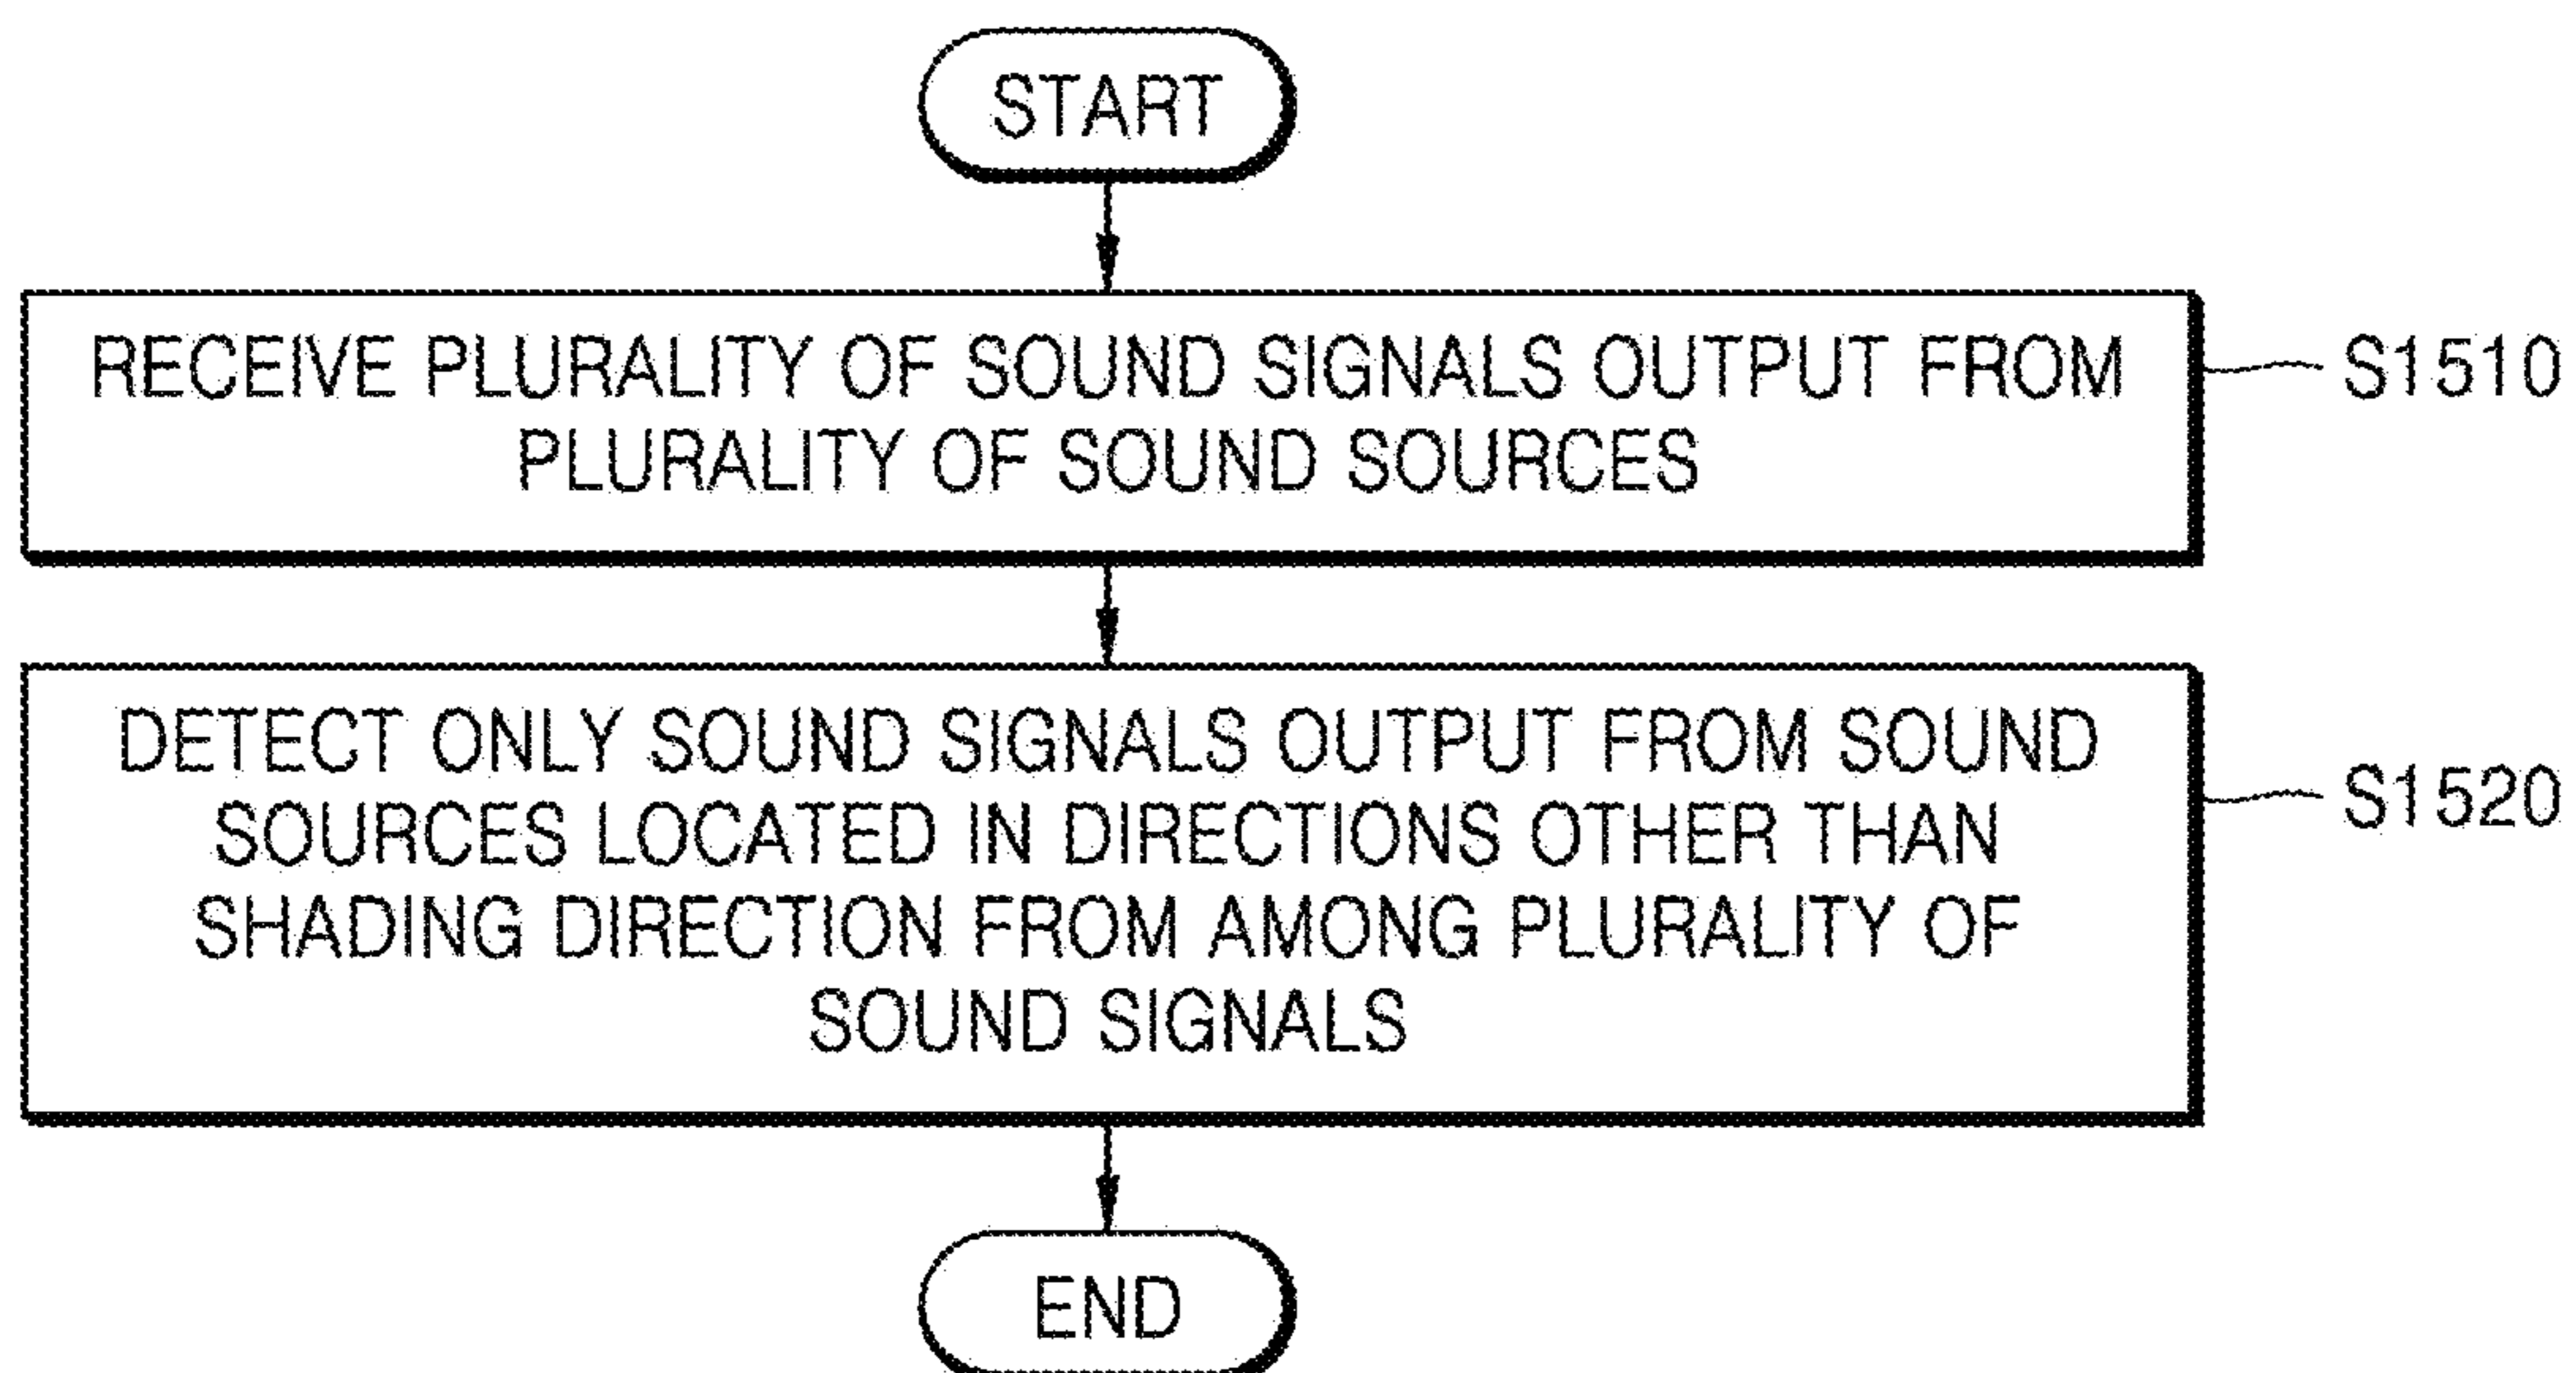 START
RECEIVE PLURALITY OF SOUND SIGNALS OUTPUT FROM
PLURALITY OF SOUND SOURCES
S1510
DETECT ONLY SOUND SIGNALS OUTPUT FROM SOUND
SOURCES LOCATED IN DIRECTIONS OTHER THAN
SHADING DIRECTION FROM AMONG PLURALITY OF
SOUND SIGNALS
S1520
END